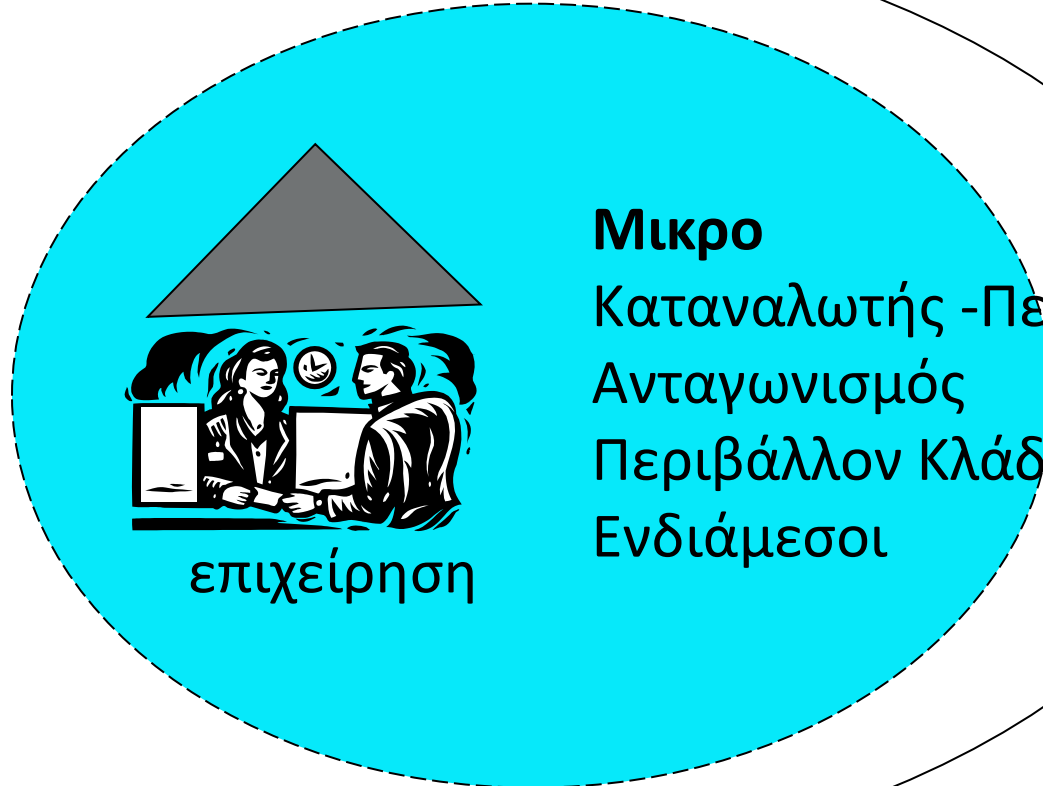 Μικρο
Καταναλωτής -Πε
Ανταγωνισμός
Περιβάλλον Κλάδ
Ενδιάμεσοι
επιχείρηση